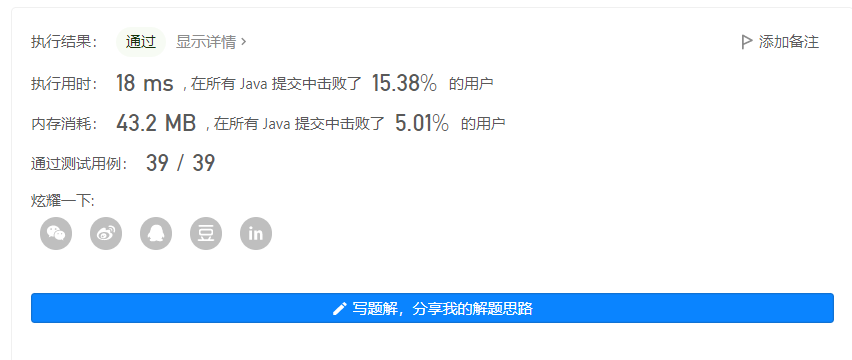 执行结果： 通过 显示详情 > 添加备注
执行用时： 18 ms , 在所有 Java 提交中击败了 15.38% 的用户
内存消耗： 43.2 MB , 在所有 Java 提交中击败了 5.01% 的用户
通过测试用例： 39 / 39
炫耀一下:
豆 in
写题解，分享我的解题思路